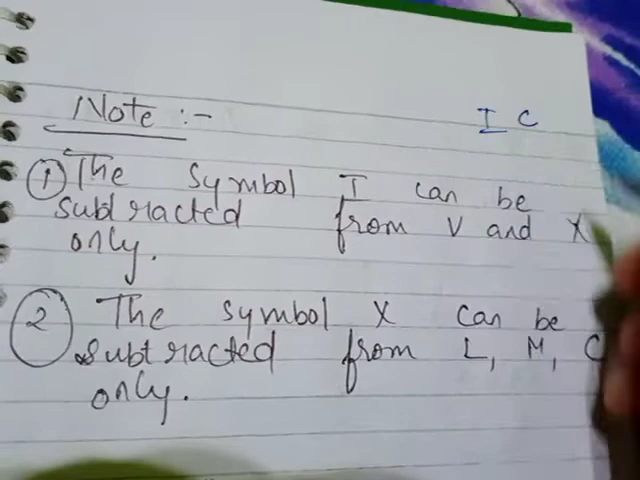 Note :-
I C
① The symbol I can be
subtracted from V and X
only.
② The symbol X can be
subtracted from L, M, C
only.